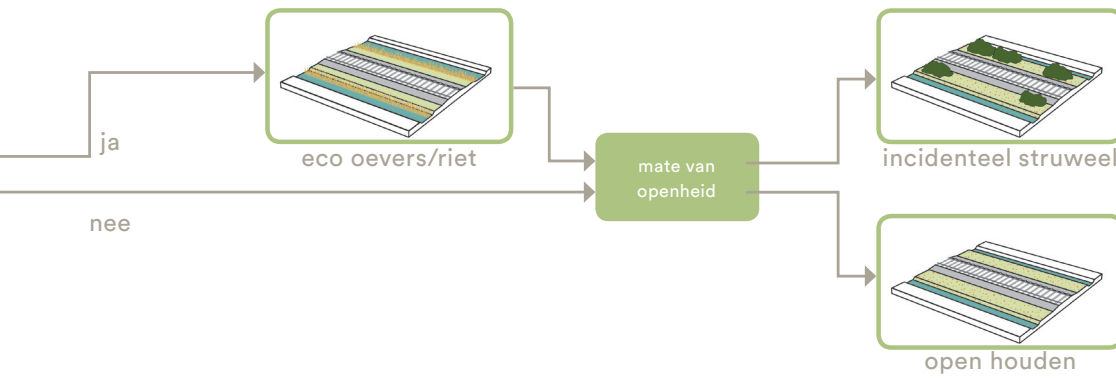 ja
eco oevers/riet
nee
mate van
openheid
incidenteel struweel
open houden